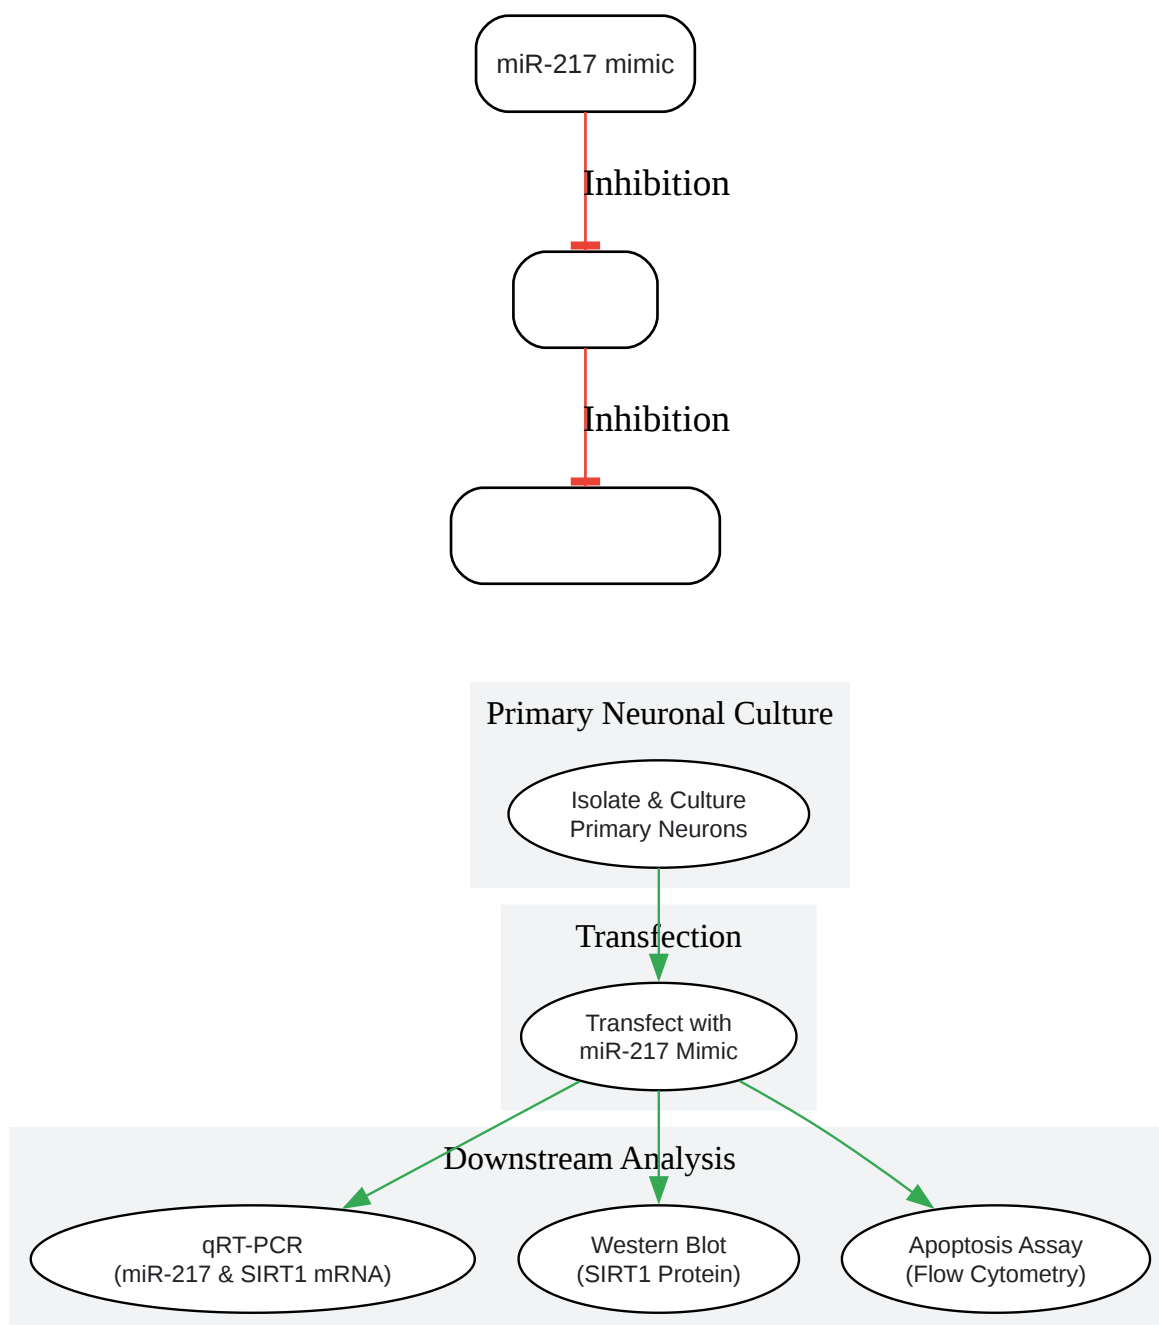 miR-217 mimic
Inhibition
Inhibition
Primary Neuronal Culture
Isolate & Culture
Primary Neurons
Transfection
Transfect with
miR-217 Mimic
Downstream Analysis
qRT-PCR
(miR-217 & SIRT1 mRNA)
Western Blot
(SIRT1 Protein)
Apoptosis Assay
(Flow Cytometry)